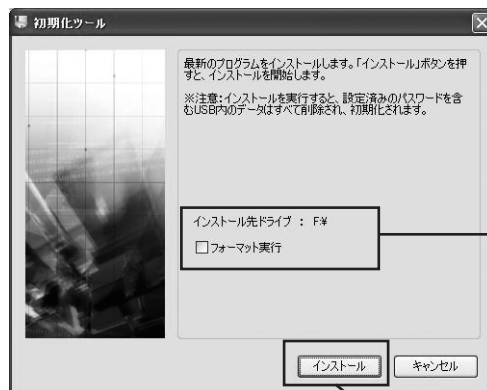 初期化ツール
最新のプログラムをインストールします。「インストール」ボタンを押
すと、インストールを開始します。
※注意：インストールを実行すると、設定済みのパスワードを含
むUSB内のデータはすべて削除され、初期化されます。
インストール先ドライブ ： F:¥
フォーマット実行
インストール
キャンセル